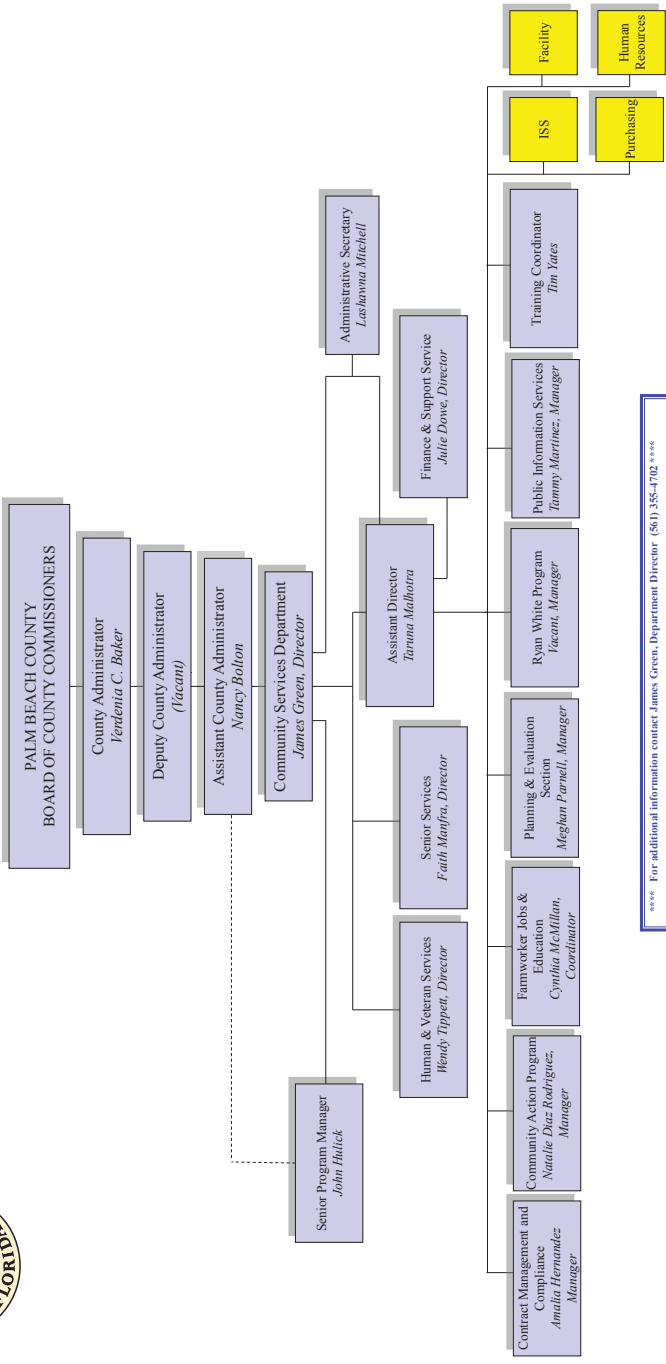 PALM BEACH COUNTY
BOARD OF COUNTY COMMISSIONERS
County Administrator
Verdenia C. Baker
Deputy County Administrator
(Vacant)
Assistant County Administrator
Nancy Bolton
Community Services Department
James Green, Director
Senior Program Manager
John Hulick
Administrative Secretary
Lashawna Mitchell
Human & Veteran Services
Wendy Tippett, Director
Senior Services
Faith Manfra, Director
Assistant Director
Taruna Malhotra
Finance & Support Service
Julie Dowe, Director
Contract Management and
Compliance
Amalia Hernandez
Manager
Community Action Program
Natalie Diaz Rodriguez,
Manager
Farmworker Jobs &
Education
Cynthia McMillan,
Coordinator
Planning & Evaluation
Section
Meghan Parnell, Manager
Ryan White Program
Vacant, Manager
Public Information Services
Tammy Martinez, Manager
Training Coordinator
Tim Yates
ISS
Facility
Purchasing
Human
Resources
**** For additional information contact James Green, Department Director (561) 355-4702 ****
FLORIDA